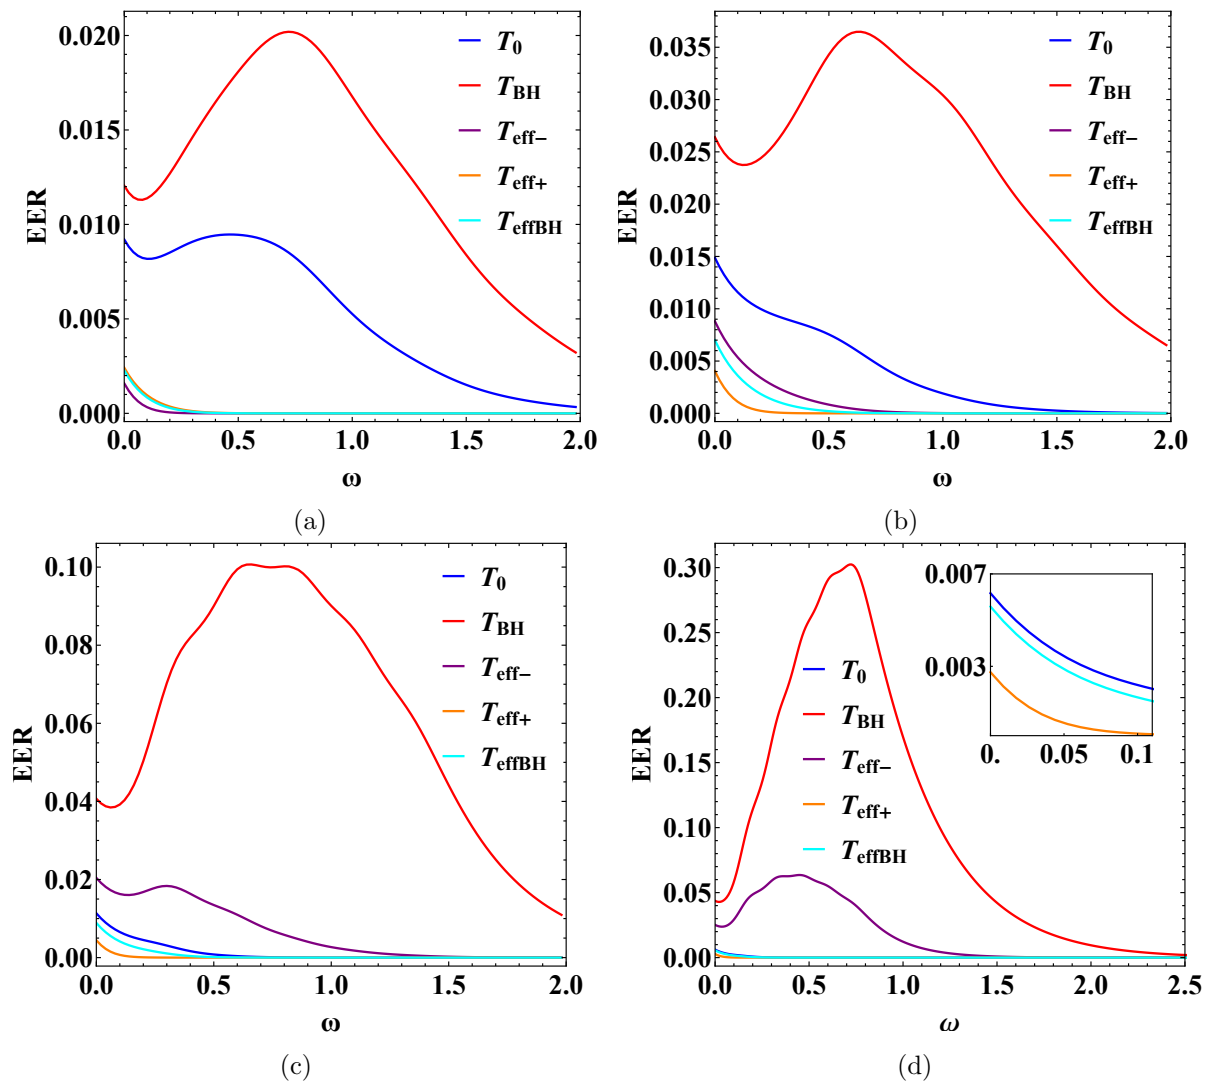 0.020
0.015
0.010
0.005
0.000
EER
0.0 0.5 1.0 1.5 2.0
ω
T0
TBH
Teff−
Teff+
TeffBH
(a)
0.035
0.030
0.025
0.020
0.015
0.010
0.005
0.000
EER
0.0 0.5 1.0 1.5 2.0
ω
T0
TBH
Teff−
Teff+
TeffBH
(b)
0.10
0.08
0.06
0.04
0.02
0.00
EER
0.0 0.5 1.0 1.5 2.0
ω
T0
TBH
Teff−
Teff+
TeffBH
(c)
0.30
0.25
0.20
0.15
0.10
0.05
0.00
EER
0.0 0.5 1.0 1.5 2.0 2.5
ω
T0
TBH
Teff−
Teff+
TeffBH
0.007
0.003
0. 0.05 0.1
(d)